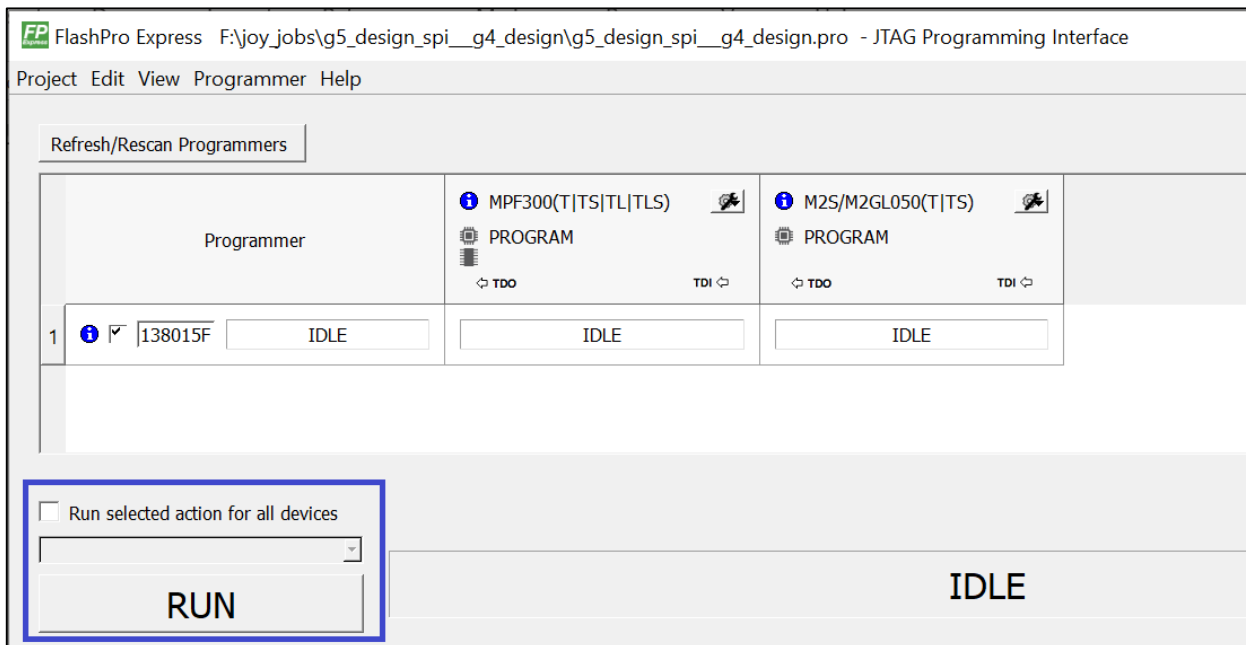 FP Express FlashPro Express F:\joy_jobs\g5_design_spi__g4_design\g5_design_spi__g4_design.pro - JTAG Programming Interface
Project Edit View Programmer Help
Refresh/Rescan Programmers
Programmer
MPF300(T|TS|TL|TLS)
PROGRAM
TDO TDI
M2S/M2GL050(T|TS)
PROGRAM
TDO TDI
1 138015F IDLE IDLE IDLE
Run selected action for all devices
RUN
IDLE